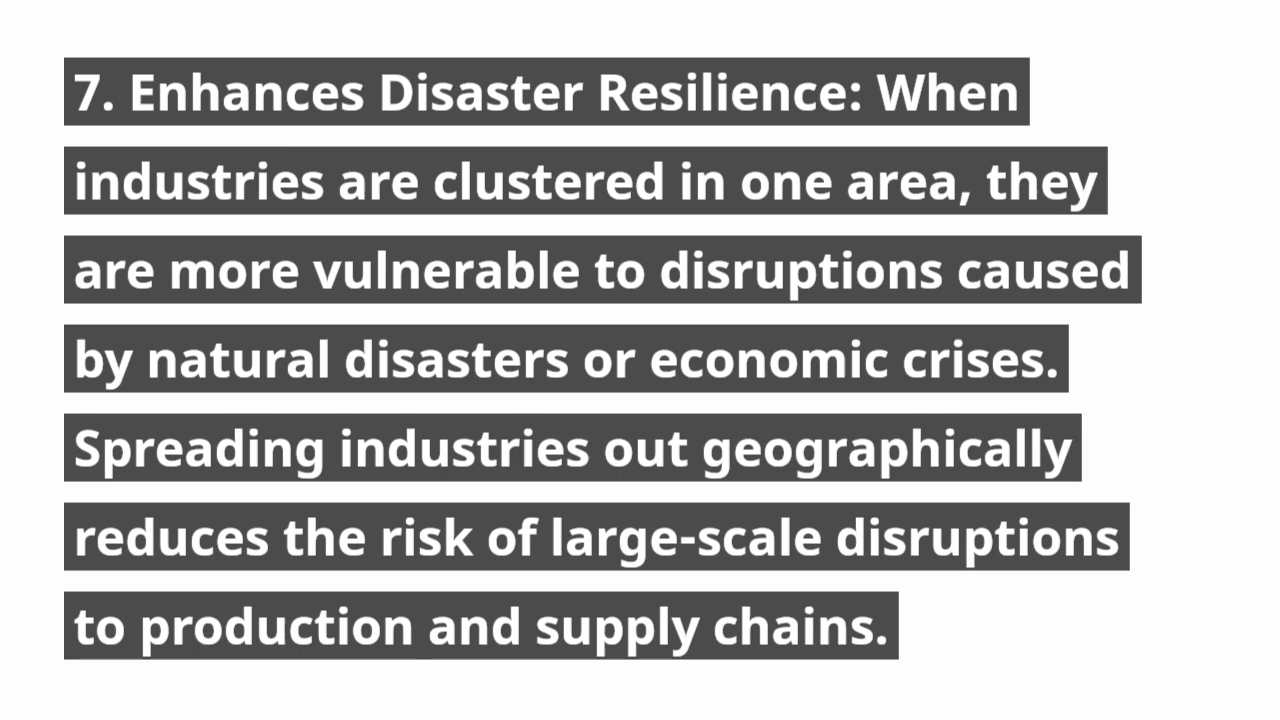 7. Enhances Disaster Resilience: When
industries are clustered in one area, they
are more vulnerable to disruptions caused
by natural disasters or economic crises.
Spreading industries out geographically
reduces the risk of large-scale disruptions
to production and supply chains.